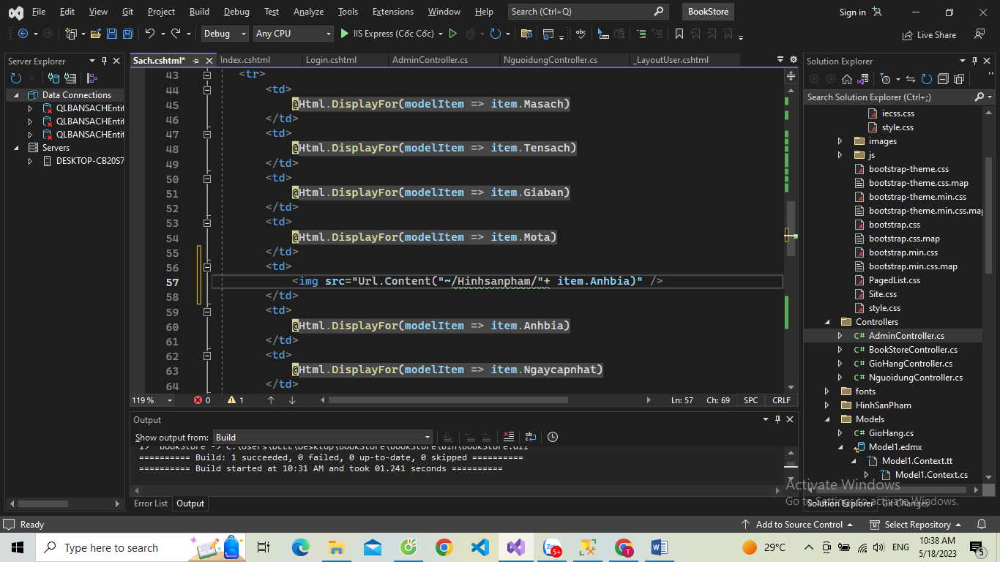 File Edit View Git Project Build Debug Test Analyze Tools Extensions Window Help Search (Ctrl+Q) BookStore Sign in
Debug Any CPU IIS Express (Cốc Cốc) Live Share
Server Explorer
Data Connections
QLBANSACHEntit
QLBANSACHEntit
QLBANSACHEntit
Servers
DESKTOP-CB20S7
Sach.cshtml* Index.cshtml Login.cshtml AdminController.cs NguoidungController.cs _LayoutUser.cshtml
43 <tr>
44 <td>
45 @Html.DisplayFor(modelItem => item.Masach)
46 </td>
47 <td>
48 @Html.DisplayFor(modelItem => item.Tensach)
49 </td>
50 <td>
51 @Html.DisplayFor(modelItem => item.Giaban)
52 </td>
53 <td>
54 @Html.DisplayFor(modelItem => item.Mota)
55 </td>
56 <td>
57 <img src="Url.Content("~/Hinhsanpham/"+ item.Anhbia)" />
58 </td>
59 <td>
60 @Html.DisplayFor(modelItem => item.Anhbia)
61 </td>
62 <td>
63 @Html.DisplayFor(modelItem => item.Ngaycapnhat)
64 </td>
119 % 0 1 Ln: 57 Ch: 69 SPC CRLF
Output
Show output from: Build
1> BookStore -> C:\Users\DELL\Desktop\BookStore\BookStore\bin\BookStore.dll
========== Build: 1 succeeded, 0 failed, 0 up-to-date, 0 skipped ==========
========== Build started at 10:31 AM and took 01.241 seconds ==========
Error List Output
Solution Explorer
Search Solution Explorer (Ctrl+;)
iecss.css
style.css
images
js
bootstrap-theme.css
bootstrap-theme.css.map
bootstrap-theme.min.css
bootstrap-theme.min.css.map
bootstrap.css
bootstrap.css.map
bootstrap.min.css
bootstrap.min.css.map
PagedList.css
Site.css
style.css
Controllers
C# AdminController.cs
C# BookStoreController.cs
C# GioHangController.cs
C# NguoidungController.cs
fonts
HinhSanPham
Models
C# GioHang.cs
Model1.edmx
Model1.Context.tt
Model1.Context.cs
Solution Explorer Git Changes
Activate Windows
Go to Settings to activate Windows.
Ready Add to Source Control Select Repository
Type here to search 5+ T 29°C ENG 10:38 AM
5/18/2023 5